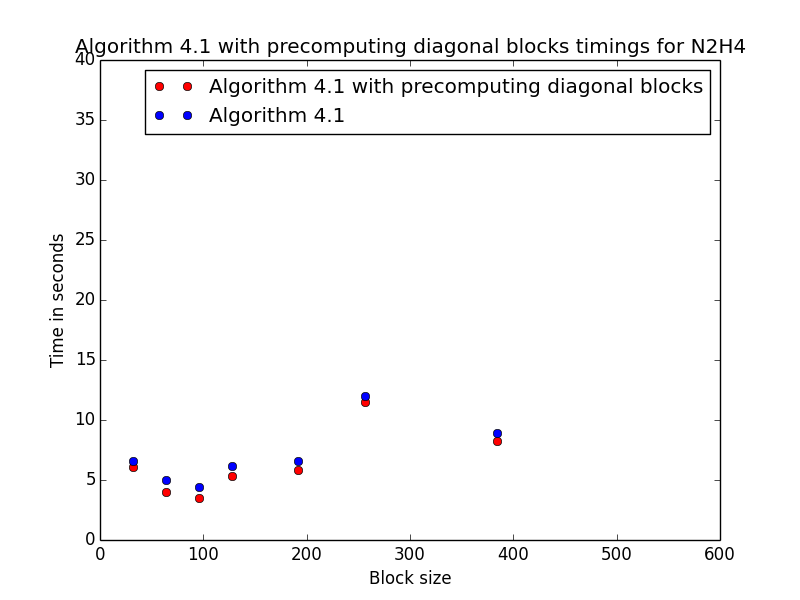 Algorithm 4.1 with precomputing diagonal blocks timings for N2H4
40
Algorithm 4.1 with precomputing diagonal blocks
Algorithm 4.1
35
30
25
20
15
10
5
0
Time in seconds
0 100 200 300 400 500 600
Block size